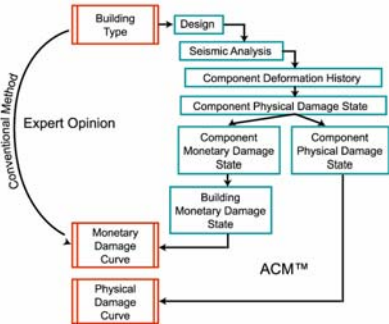 Building
Type
Design
Seismic Analysis
Component Deformation History
Component Physical Damage State
Conventional Method
Expert Opinion
Component
Monetary Damage
State
Component
Physical Damage
State
Building
Monetary Damage
State
Monetary
Damage
Curve
ACM™
Physical
Damage
Curve